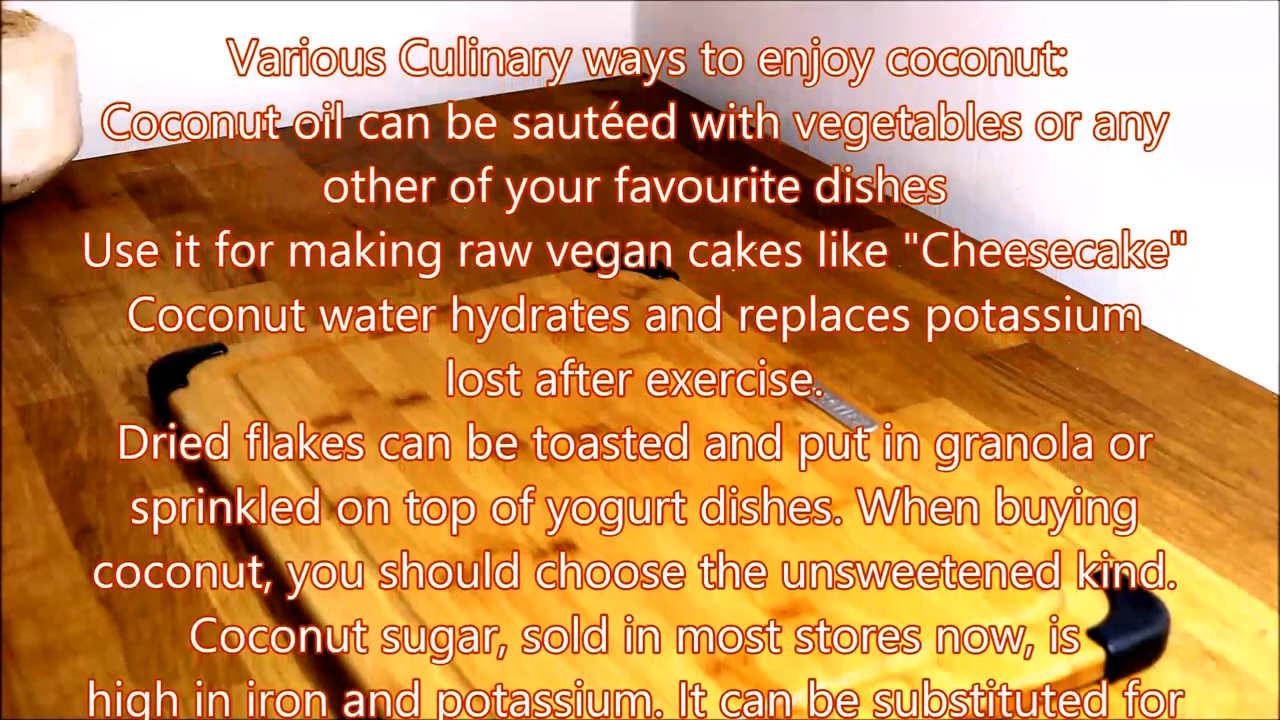 Various Culinary ways to enjoy coconut:
Coconut oil can be sautéed with vegetables or any
other of your favourite dishes
Use it for making raw vegan cakes like "Cheesecake"
Coconut water hydrates and replaces potassium
lost after exercise.
Dried flakes can be toasted and put in granola or
sprinkled on top of yogurt dishes. When buying
coconut, you should choose the unsweetened kind.
Coconut sugar, sold in most stores now, is
high in iron and potassium. It can be substituted for